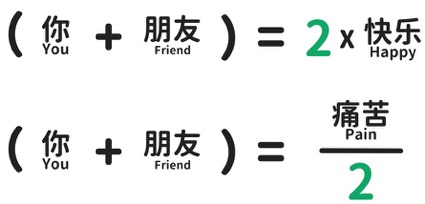 ( 你 + 朋友 ) = 2 x 快乐
You Friend Happy
痛苦
Pain
( 你 + 朋友 ) =
You Friend
2